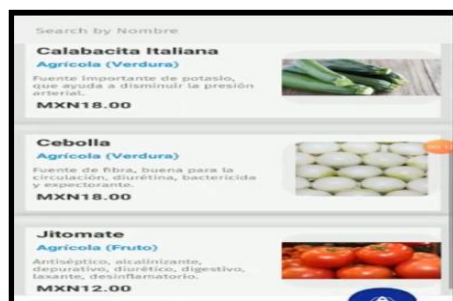 Search by Nombre
Calabacita Italiana
Agrícola (Verdura)
Fuente importante de potasio,
que ayuda a disminuir la presión
arterial.
MXN18.00
Cebolla
Agrícola (Verdura)
Fuente de fibra, buena para la
circulación, diurétina, bactericida
y expectorante.
MXN18.00
Jitomate
Agrícola (Fruto)
Antiséptico, alcalinizante,
depurativo, diurético, digestivo,
laxante, desinflamatorio.
MXN12.00